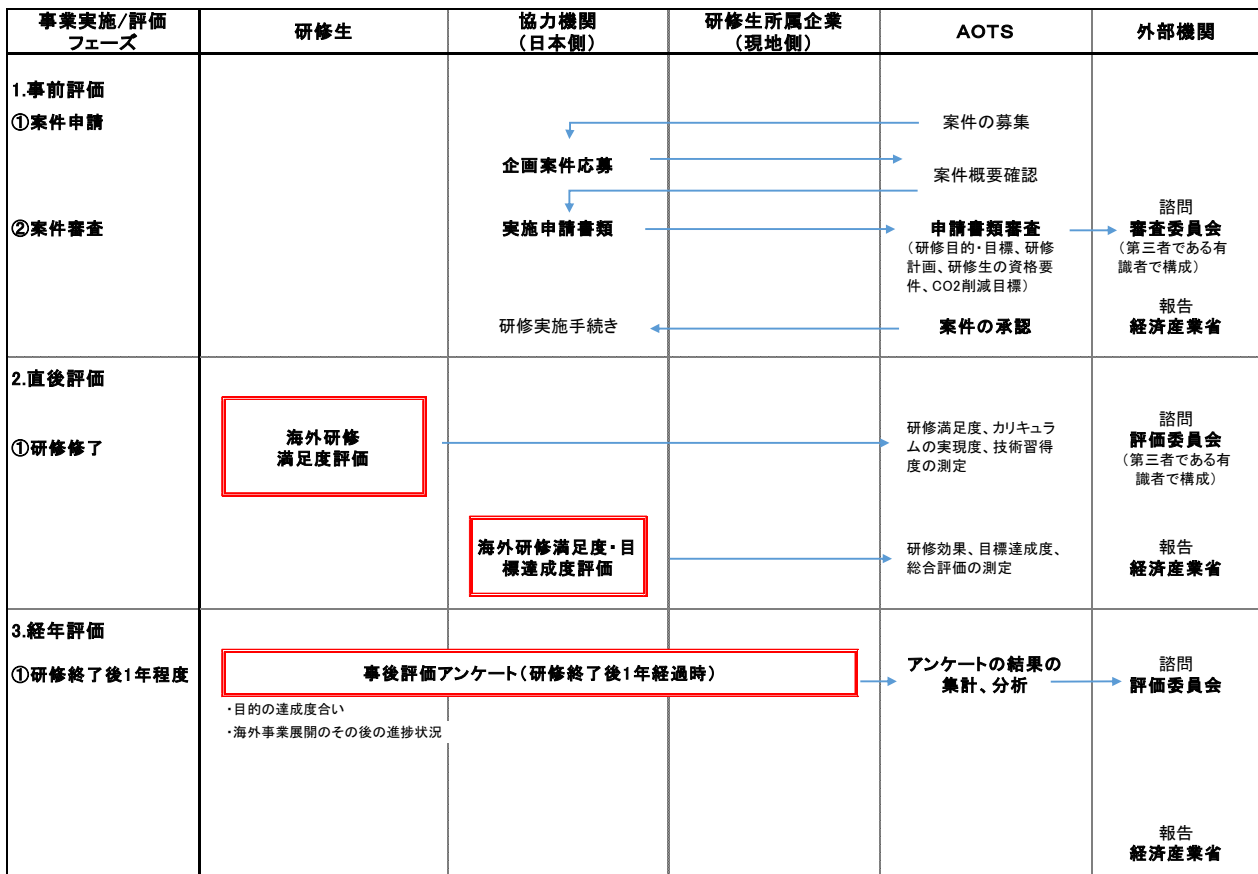 事業実施/評価
フェーズ
研修生
協力機関
(日本側)
研修生所属企業
(現地側)
AOTS
外部機関
1.事前評価
①案件申請
案件の募集
企画案件応募
案件概要確認
②案件審査
実施申請書類
申請書類審査
(研修目的・目標、研修
計画、研修生の資格要
件、CO2削減目標)
諮問
審査委員会
(第三者である有
識者で構成)
研修実施手続き
案件の承認
報告
経済産業省
2.直後評価
①研修修了
海外研修
満足度評価
研修満足度、カリキュラ
ムの実現度、技術習得
度の測定
諮問
評価委員会
(第三者である有
識者で構成)
海外研修満足度・目
標達成度評価
研修効果、目標達成度、
総合評価の測定
報告
経済産業省
3.経年評価
①研修終了後1年程度
事後評価アンケート(研修終了後1年経過時)
アンケートの結果の
集計、分析
諮問
評価委員会
・目的の達成度合い
・海外事業展開のその後の進捗状況
報告
経済産業省